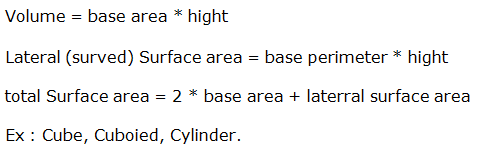 Volume = base area * hight
Lateral (surved) Surface area = base perimeter * hight
total Surface area = 2 * base area + laterral surface area
Ex : Cube, Cuboied, Cylinder.